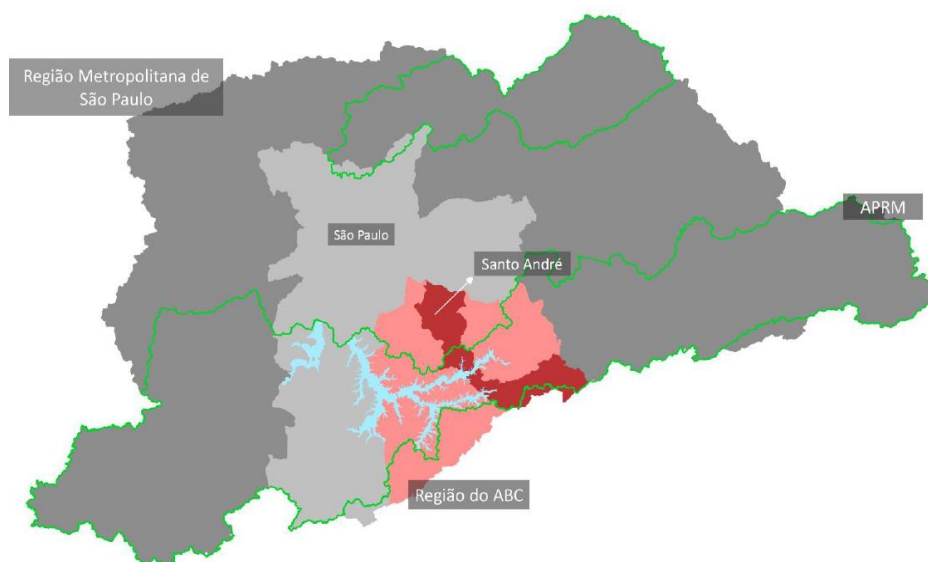 Região Metropolitana de
São Paulo
APRM
São Paulo
Santo André
Região do ABC